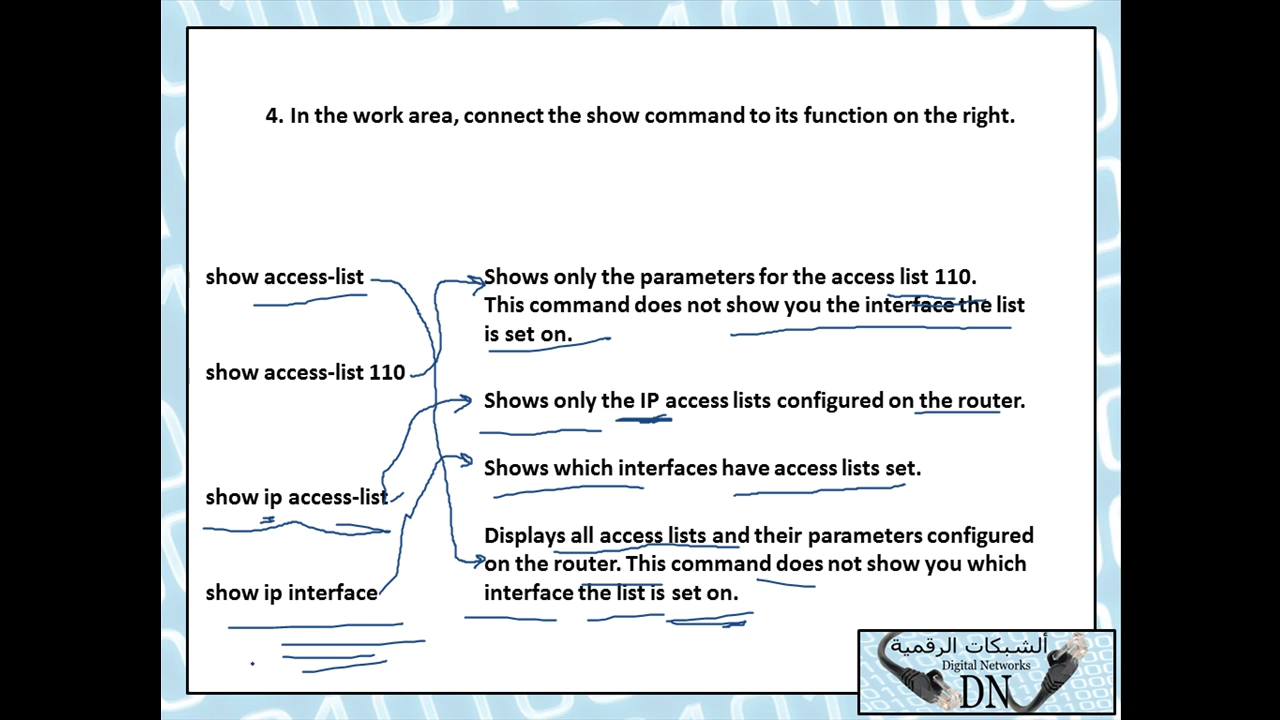 4. In the work area, connect the show command to its function on the right.
show access-list
Shows only the parameters for the access list 110.
This command does not show you the interface the list
is set on.
show access-list 110
Shows only the IP access lists configured on the router.
show ip access-list
Shows which interfaces have access lists set.
show ip interface
Displays all access lists and their parameters configured
on the router. This command does not show you which
interface the list is set on.
ألشبكات الرقمية
Digital Networks
DN